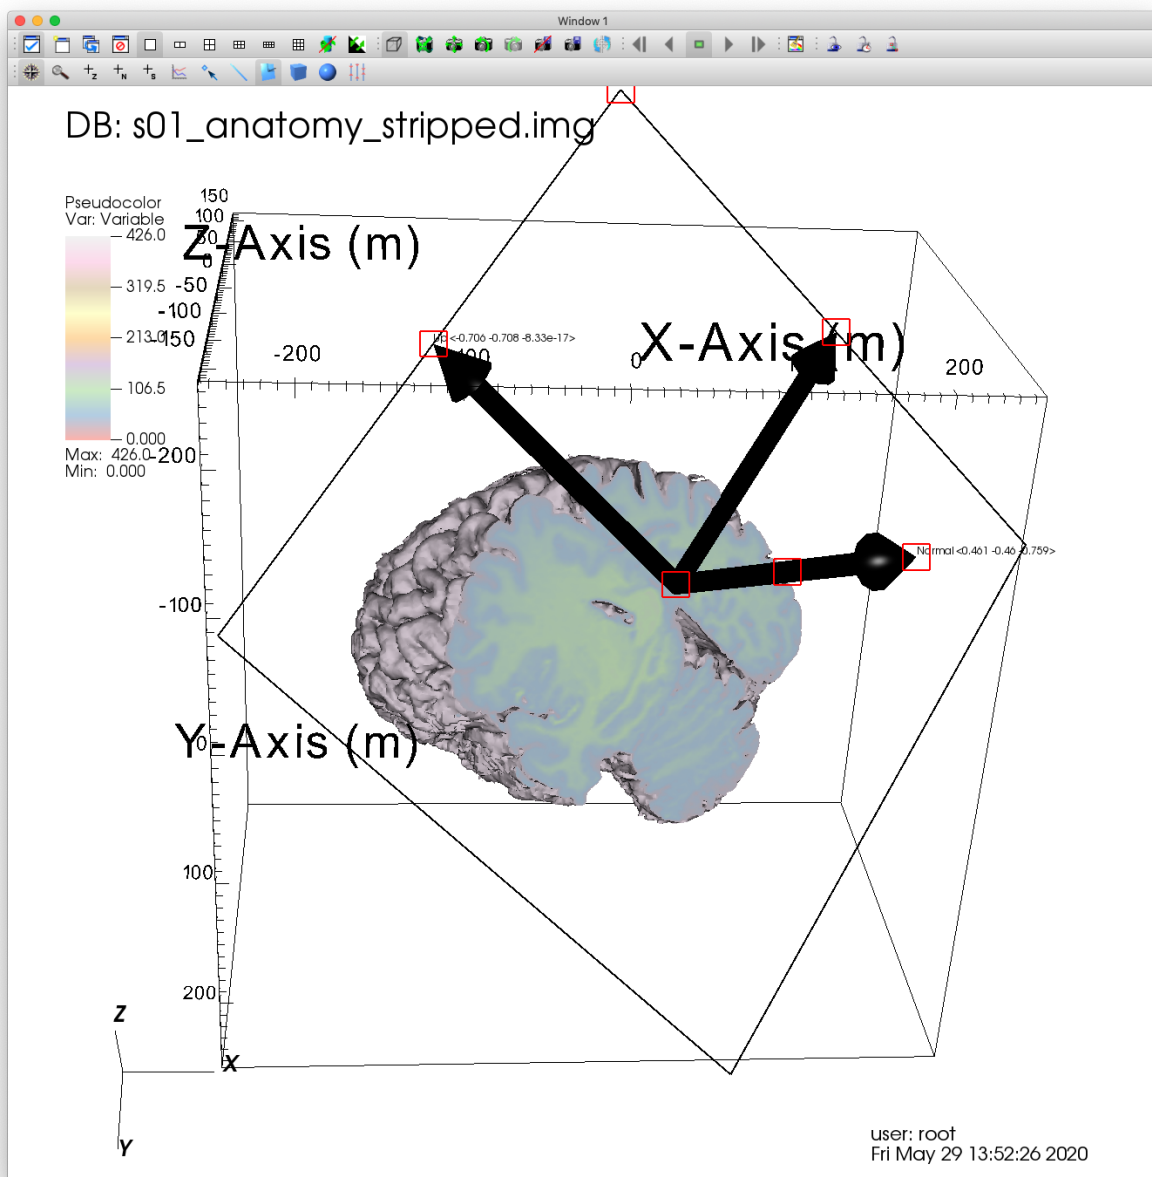 Window 1
DB: s01_anatomy_stripped.img
Pseudocolor
Var: Variable
426.0
319.5
213.0
106.5
0.000
Max: 426.0
Min: 0.000
150
100
50
0
-50
-100
-150
Z-Axis (m)
Up <-0.706 -0.708 -8.33e-17>
X-Axis (m)
-200
0
200
Normal <0.461 -0.46 -0.759>
-200
-100
0
100
200
Y-Axis (m)
Z
X
Y
user: root
Fri May 29 13:52:26 2020